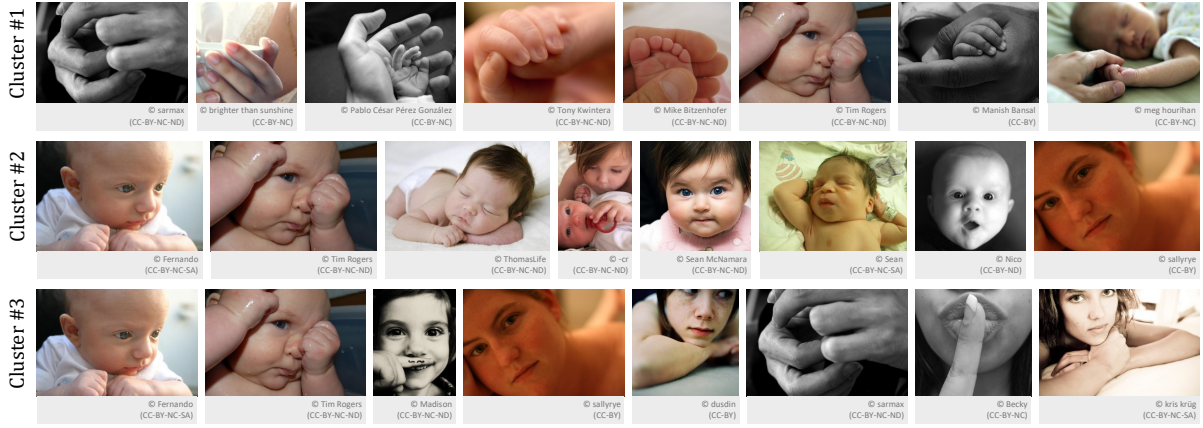 Cluster #1
© sarmax
(CC-BY-NC-ND)
© brighter than sunshine
(CC-BY-NC)
© Pablo César Pérez González
(CC-BY-NC)
© Tony Kwintera
(CC-BY-NC-ND)
© Mike Bitzenhofer
(CC-BY-NC-ND)
© Tim Rogers
(CC-BY-NC-ND)
© Manish Bansal
(CC-BY)
© meg hourihan
(CC-BY-NC)
Cluster #2
© Fernando
(CC-BY-NC-SA)
© Tim Rogers
(CC-BY-NC-ND)
© ThomasLife
(CC-BY-NC-ND)
© -cr
(CC-BY-NC-ND)
© Sean McNamara
(CC-BY-NC-ND)
© Sean
(CC-BY-NC-SA)
© Nico
(CC-BY-ND)
© sallyrye
(CC-BY)
Cluster #3
© Fernando
(CC-BY-NC-SA)
© Tim Rogers
(CC-BY-NC-ND)
© Madison
(CC-BY-NC-ND)
© sallyrye
(CC-BY)
© dusdin
(CC-BY)
© sarmax
(CC-BY-NC-ND)
© Becky
(CC-BY-NC)
© kris krüg
(CC-BY-NC-SA)